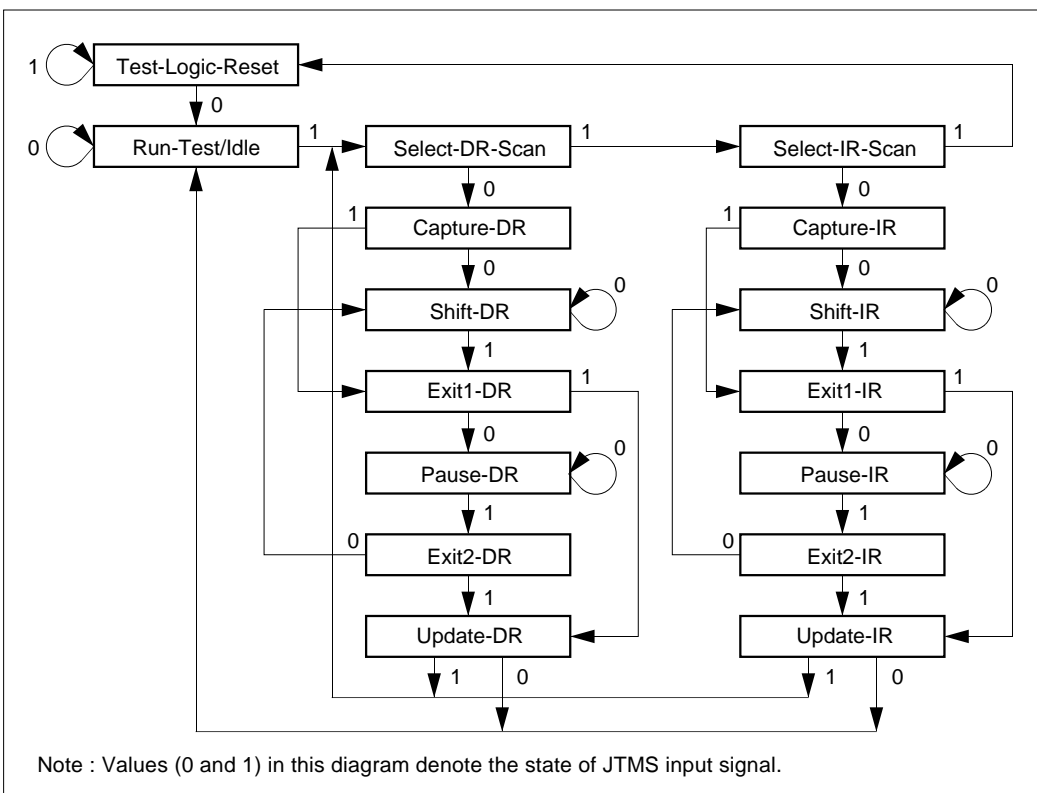 1
Test-Logic-Reset
0
0
Run-Test/Idle
1
Select-DR-Scan
1
Select-IR-Scan
1
0
0
1
Capture-DR
1
Capture-IR
0
0
Shift-DR
0
Shift-IR
0
1
1
Exit1-DR
1
Exit1-IR
1
0
0
Pause-DR
0
Pause-IR
0
1
1
0
Exit2-DR
0
Exit2-IR
1
1
Update-DR
Update-IR
1
0
1
0
Note : Values (0 and 1) in this diagram denote the state of JTMS input signal.